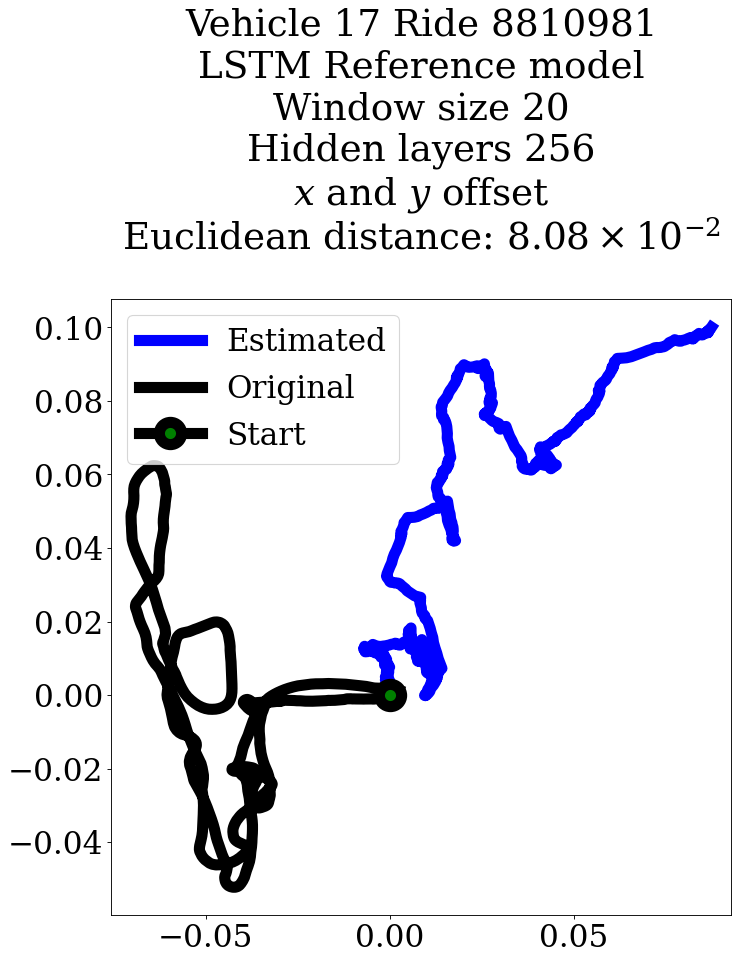 Vehicle 17 Ride 8810981
LSTM Reference model
Window size 20
Hidden layers 256
x and y offset
Euclidean distance: 8.08 × 10⁻²
Estimated
Original
Start
0.10
0.08
0.06
0.04
0.02
0.00
−0.02
−0.04
−0.05 0.00 0.05